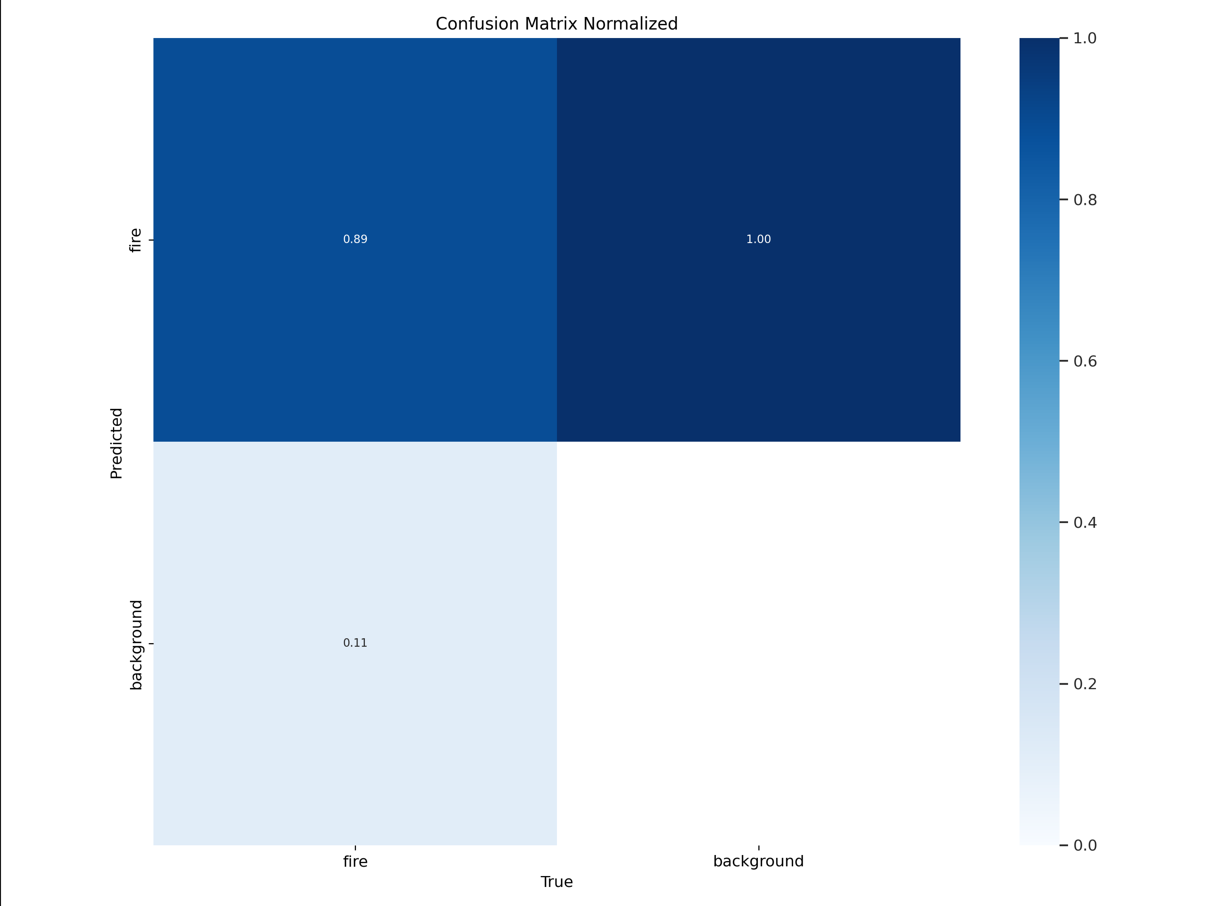 Confusion Matrix Normalized
1.0
0.8
0.6
0.4
0.2
0.0
Predicted
fire
background
0.89
1.00
0.11
fire
background
True